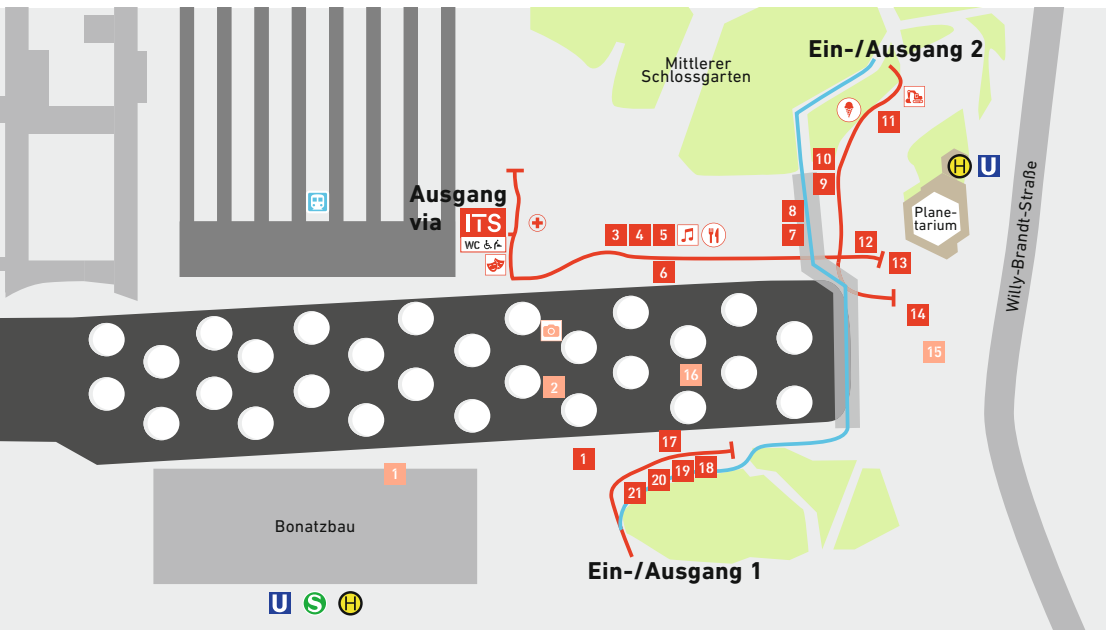 Ein-/Ausgang 2
Mittlerer
Schlossgarten
11
10
9
H U
Ausgang
via
ITS
WC
8
7
3 4 5
6
12
13
Plane-
tarium
Willy-Brandt-Straße
14
15
16
2
17
1
18
19
20
21
1
Bonatzbau
Ein-/Ausgang 1
U S H